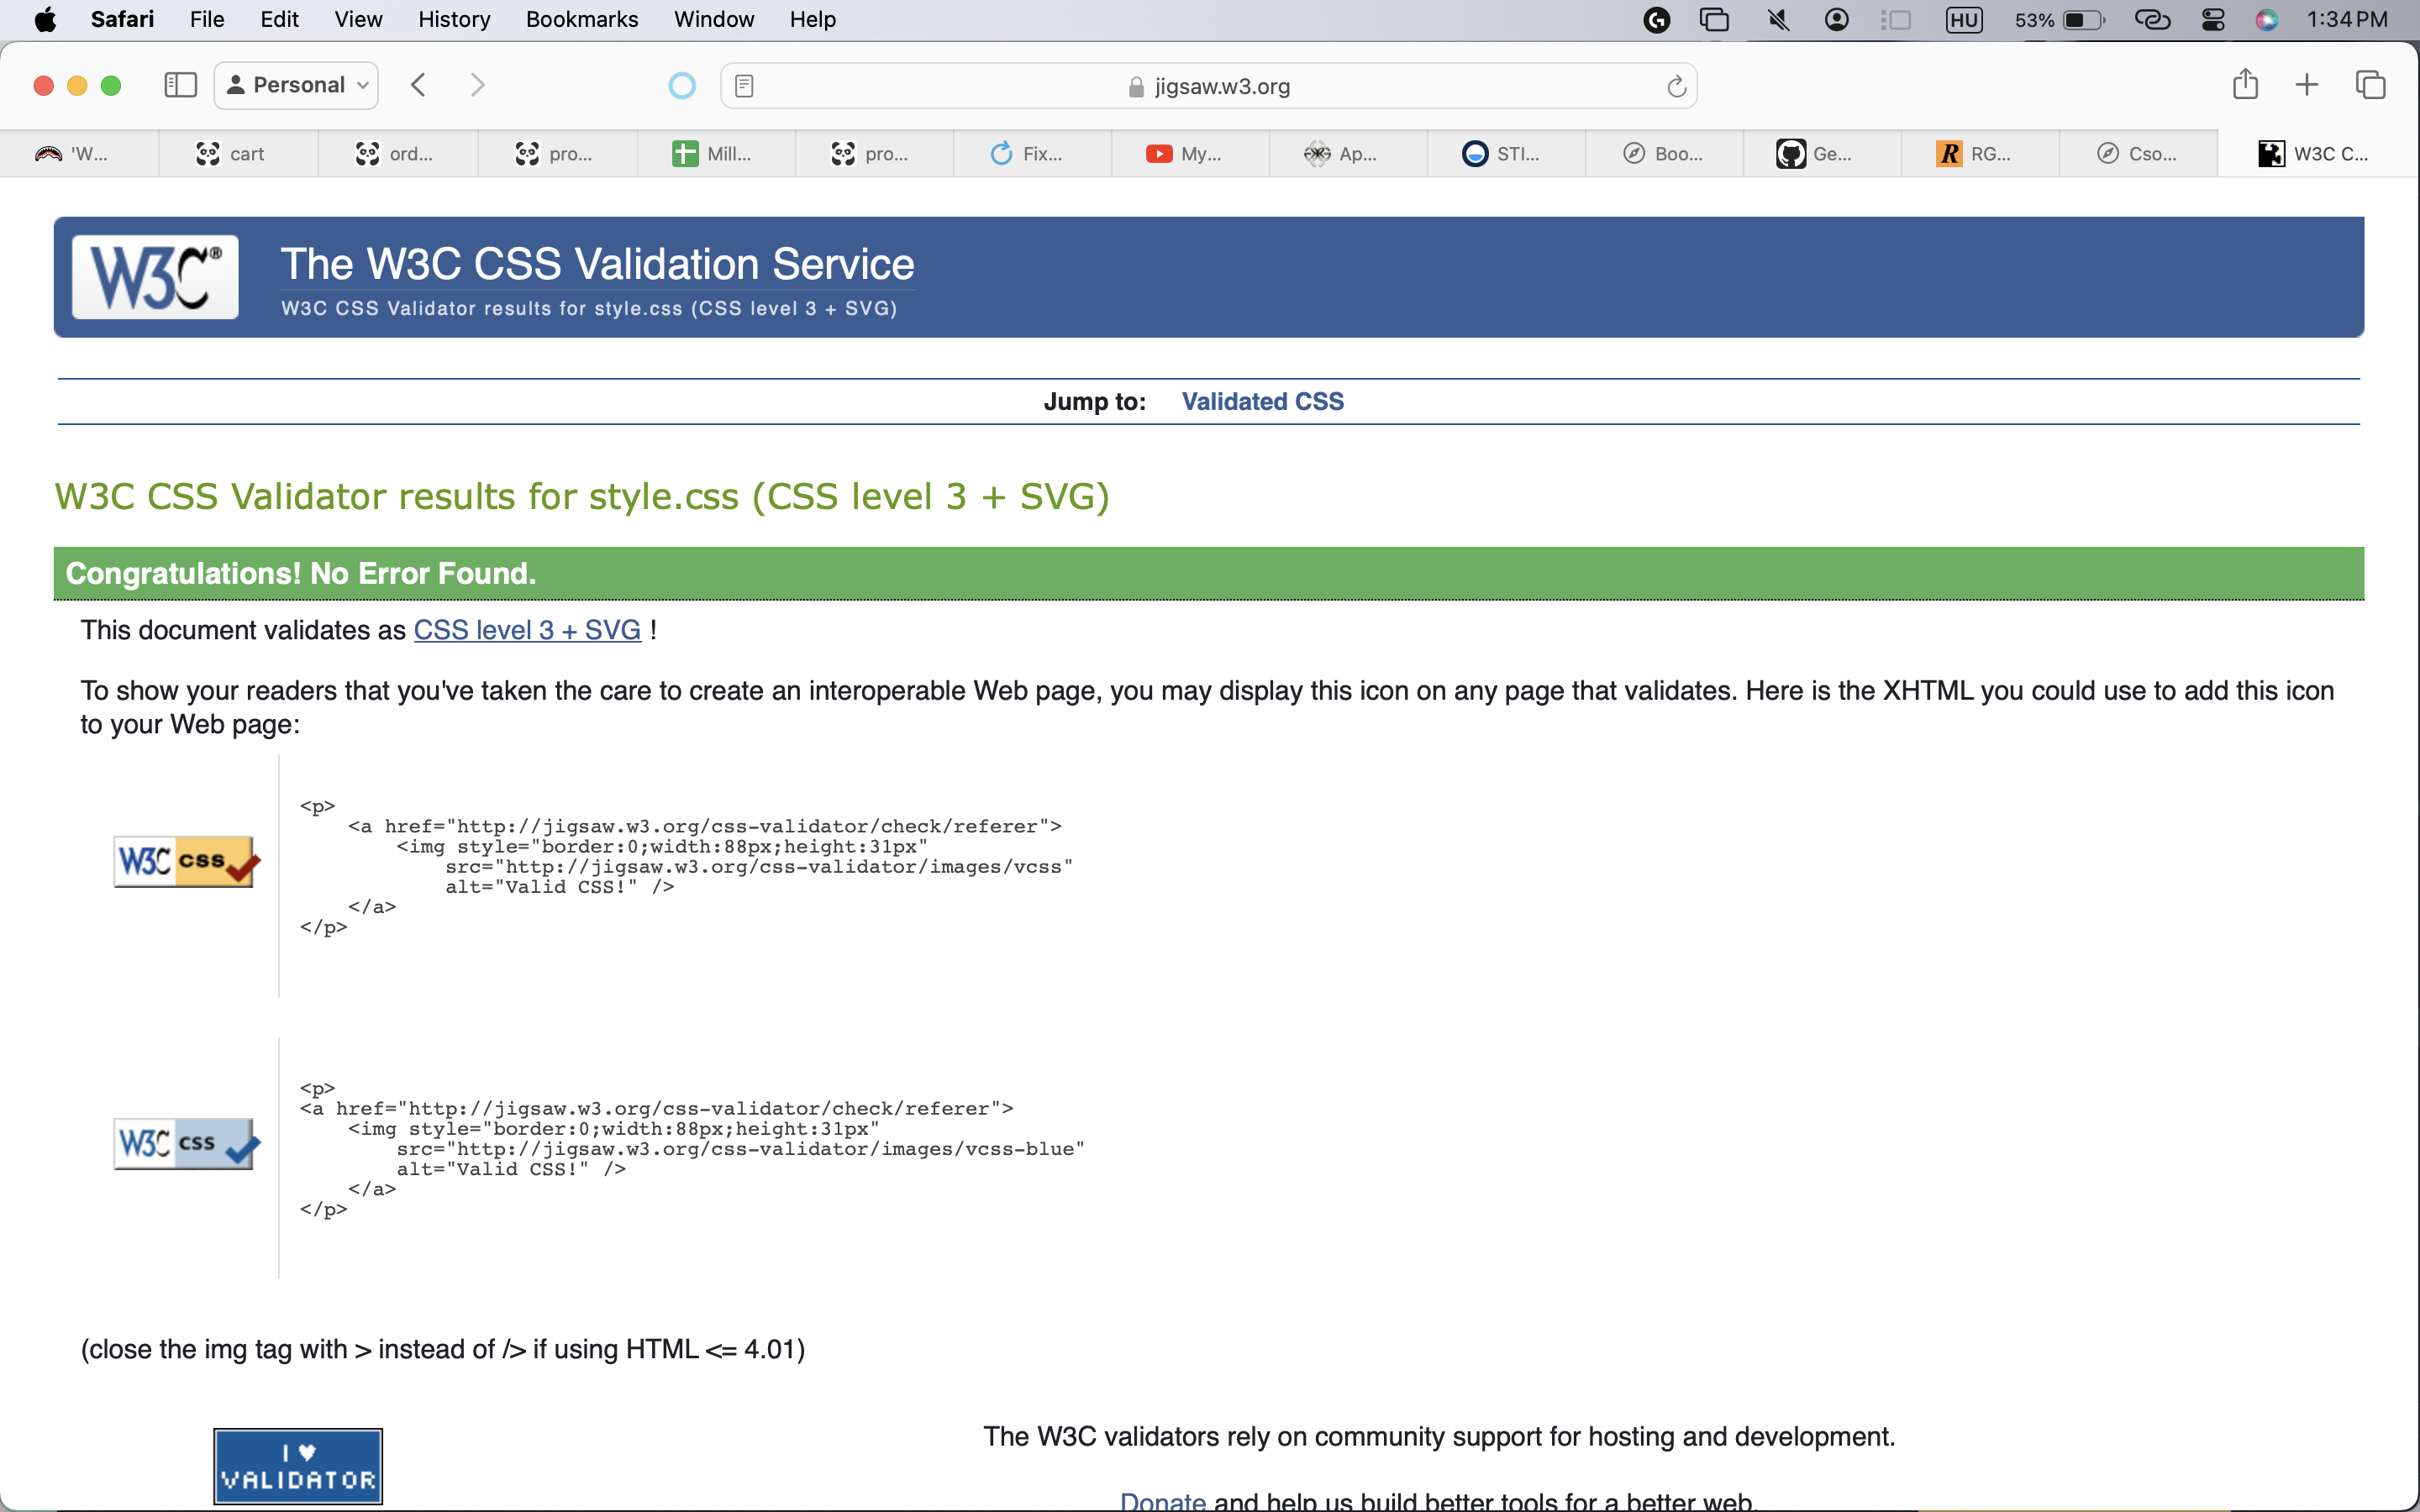 Safari File Edit View History Bookmarks Window Help HU 53% 1:34 PM
Personal jigsaw.w3.org
'W... cart ord... pro... Mill... pro... Fix... My... Ap... STI... Boo... Ge... R RG... Cso... W3C C...
W3C® The W3C CSS Validation Service
W3C CSS Validator results for style.css (CSS level 3 + SVG)
Jump to: Validated CSS
W3C CSS Validator results for style.css (CSS level 3 + SVG)
Congratulations! No Error Found.
This document validates as CSS level 3 + SVG !
To show your readers that you've taken the care to create an interoperable Web page, you may display this icon on any page that validates. Here is the XHTML you could use to add this icon
to your Web page:
W3C css
<p>
<a href="http://jigsaw.w3.org/css-validator/check/referer">
<img style="border:0;width:88px;height:31px"
src="http://jigsaw.w3.org/css-validator/images/vcss"
alt="Valid CSS!" />
</a>
</p>
W3C css
<p>
<a href="http://jigsaw.w3.org/css-validator/check/referer">
<img style="border:0;width:88px;height:31px"
src="http://jigsaw.w3.org/css-validator/images/vcss-blue"
alt="Valid CSS!" />
</a>
</p>
(close the img tag with > instead of /> if using HTML <= 4.01)
I ♥
VALIDATOR
The W3C validators rely on community support for hosting and development.
Donate and help us build better tools for a better web.